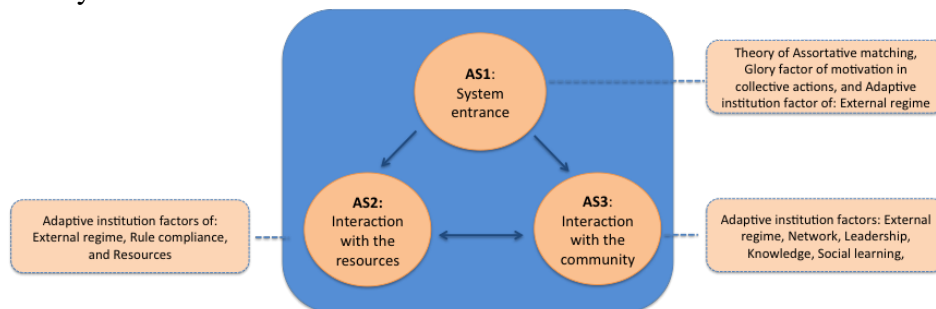 AS1:
System
entrance
Theory of Assortative matching,
Glory factor of motivation in
collective actions, and Adaptive
institution factor of: External regime
AS2:
Interaction
with the
resources
AS3:
Interaction
with the
community
Adaptive institution factors of:
External regime, Rule compliance,
and Resources
Adaptive institution factors: External
regime, Network, Leadership,
Knowledge, Social learning,